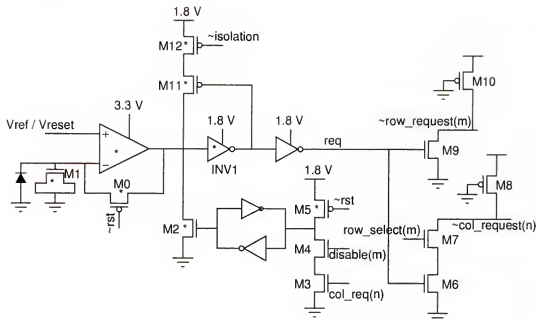 1.8 V
M12*
~isolation
M11*
M10
3.3 V
1.8 V
1.8 V
~row_request(m)
Vref / Vreset
+
*
*
req
M9
−
INV1
1.8 V
M8
M1
*
M0
*
~rst
M5*
~rst
~col_request(n)
M2*
row_select(m)
M7
M4
disable(m)
M3
col_req(n)
M6